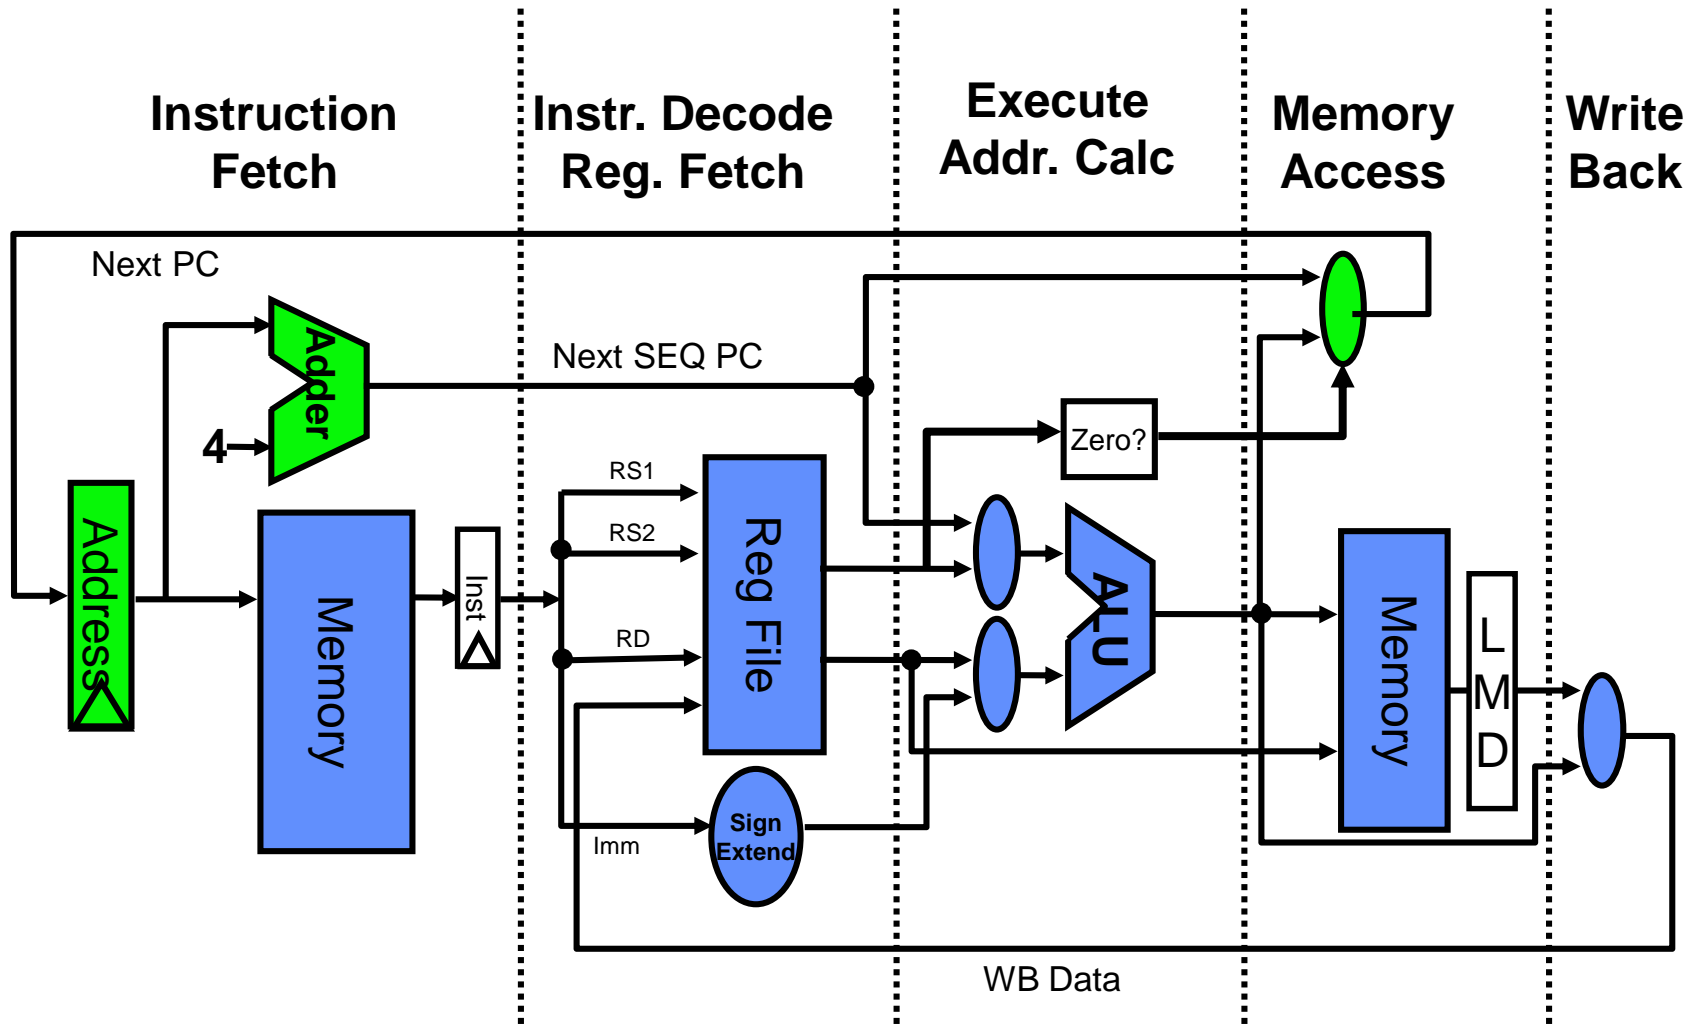 Instruction
Fetch
Instr. Decode
Reg. Fetch
Execute
Addr. Calc
Memory
Access
Write
Back
Next PC
Adder
4
Next SEQ PC
Zero?
RS1
RS2
RD
Imm
Address
Memory
Inst
Reg File
Sign
Extend
ALU
Memory
L
M
D
WB Data